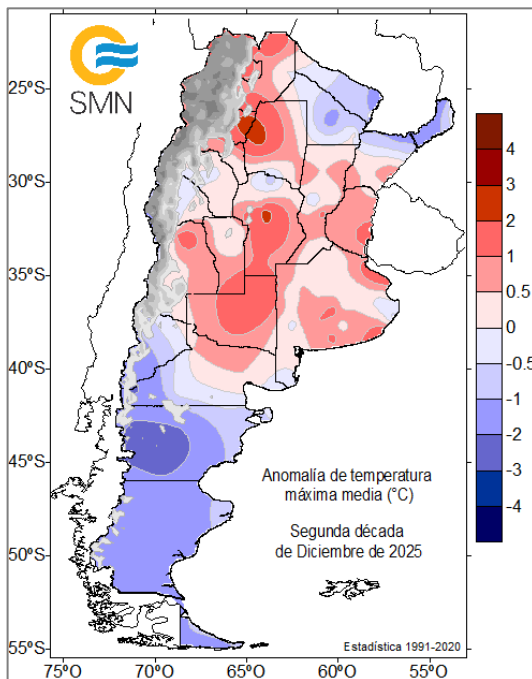 SMN
25ºS
30ºS
35ºS
40ºS
45ºS
50ºS
55ºS
75ºO
70ºO
65ºO
60ºO
55ºO
4
3
2
1
0.5
0
-0.5
-1
-2
-3
-4
Anomalía de temperatura
máxima media (°C)
Segunda década
de Diciembre de 2025
Estadística 1991-2020